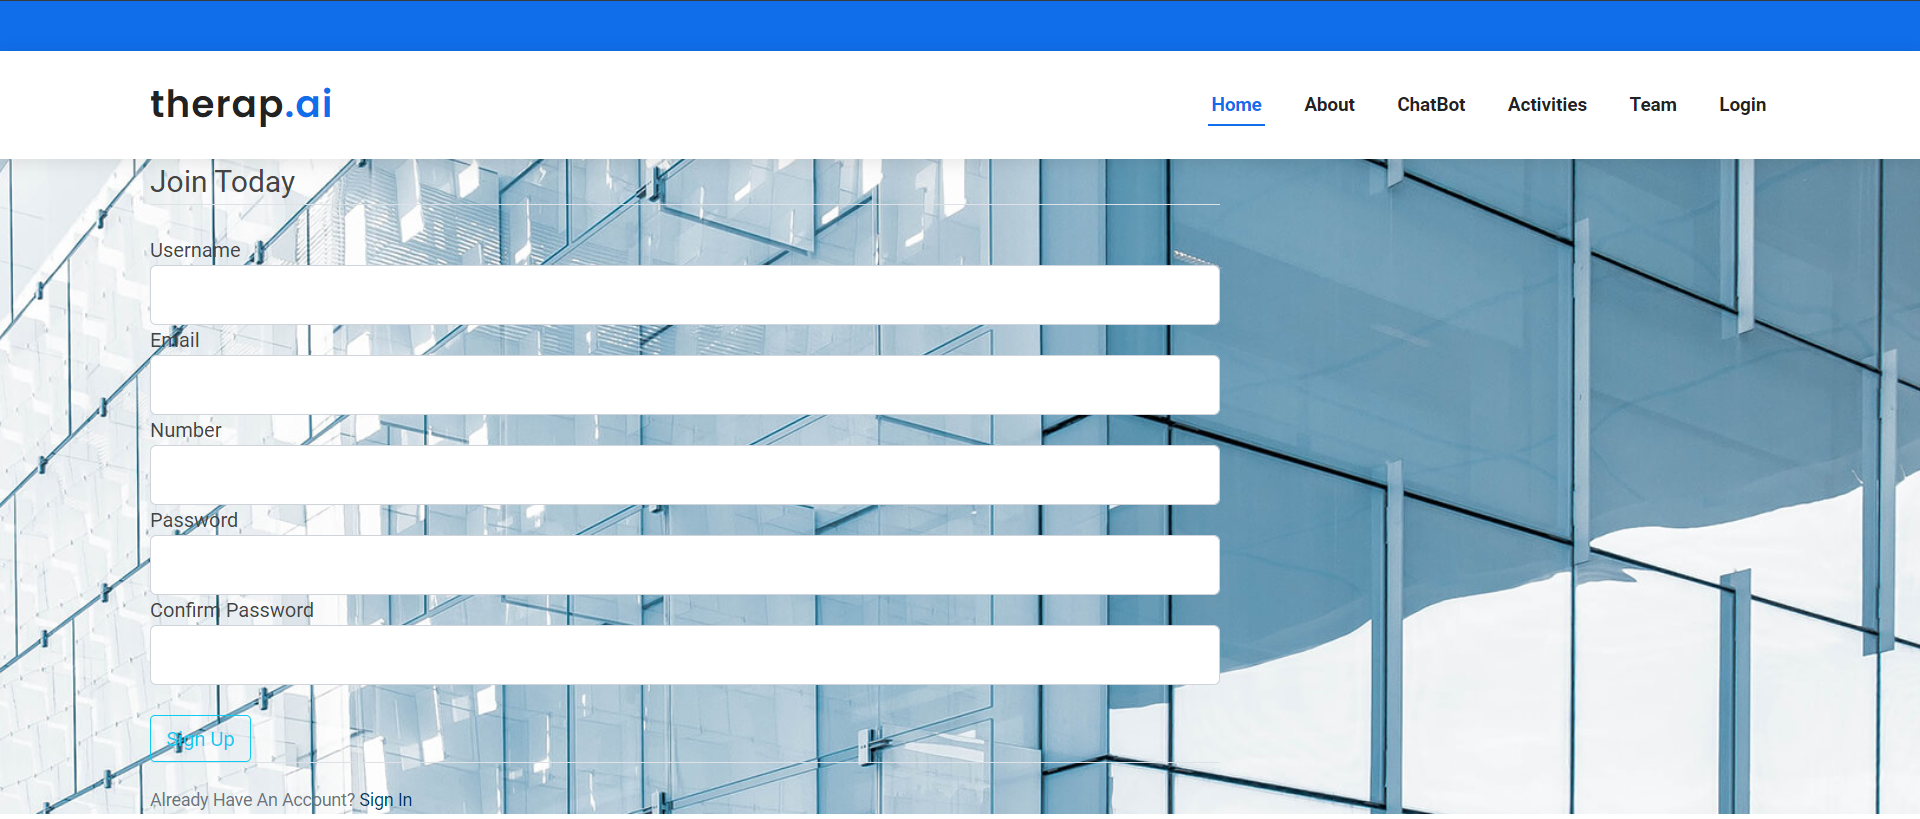 therap.ai
Home About ChatBot Activities Team Login
Join Today
Username
Email
Number
Password
Confirm Password
Sign Up
Already Have An Account? Sign In